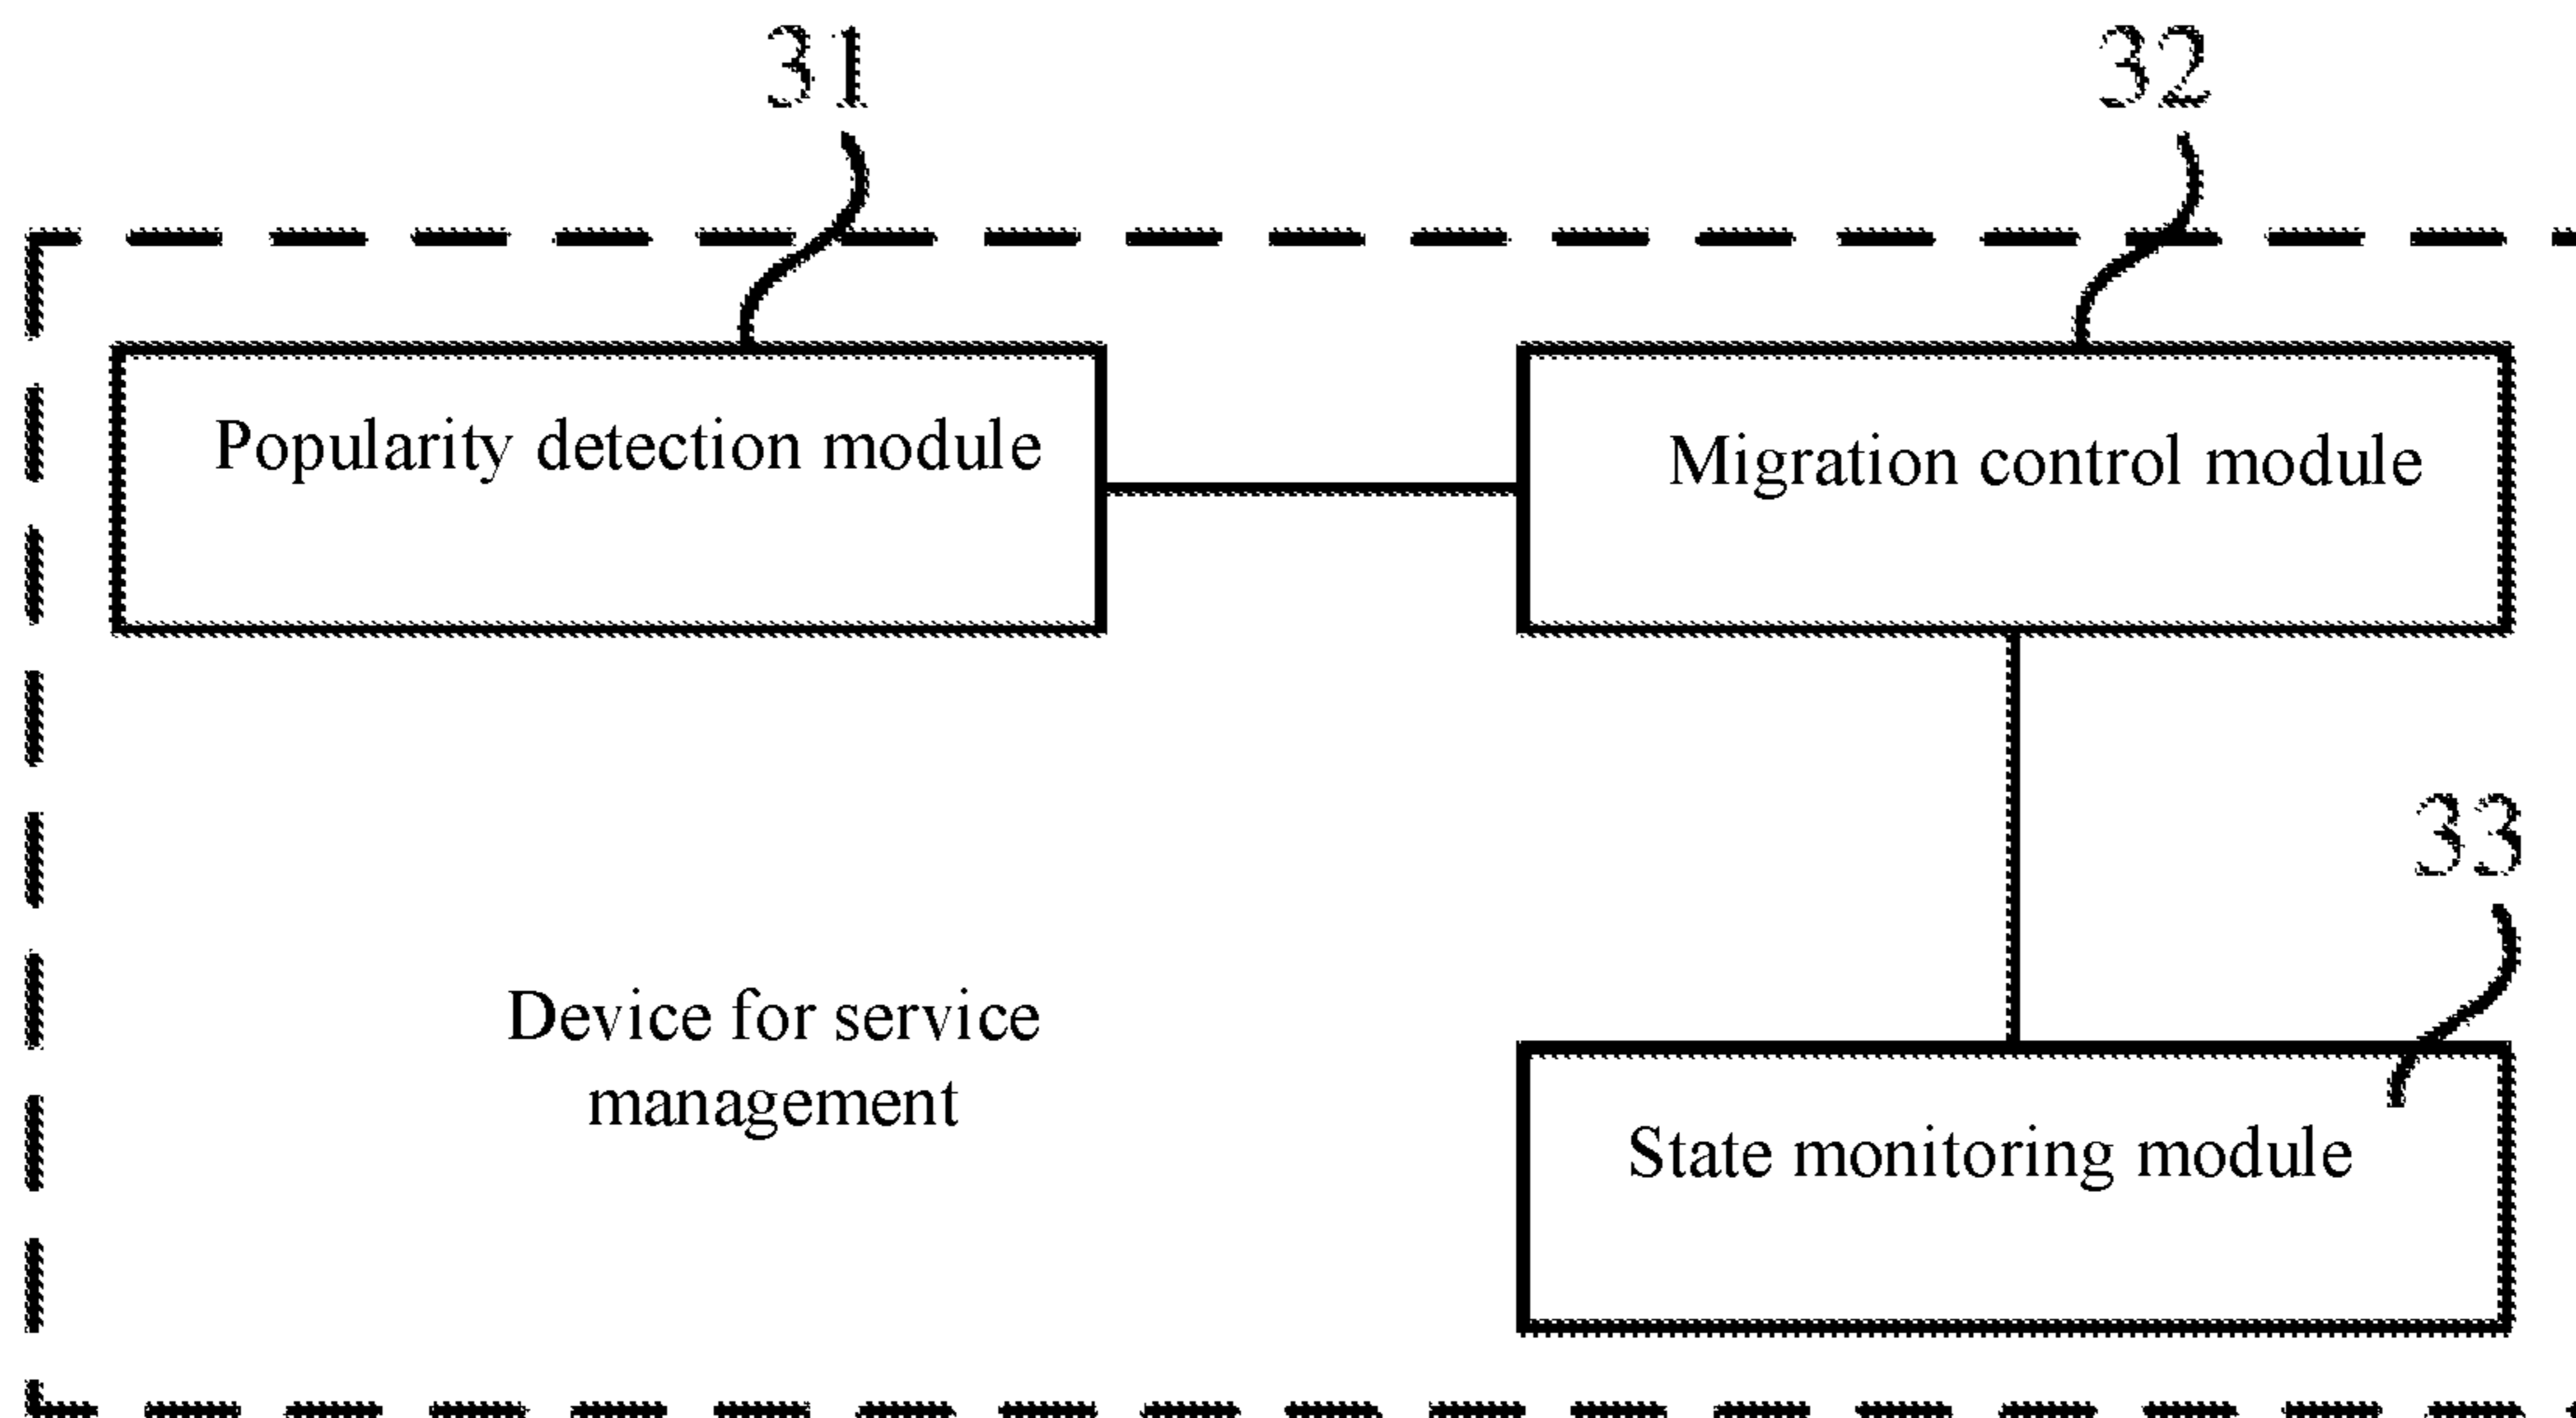 31
32
Popularity detection module
Migration control module
33
Device for service
management
State monitoring module